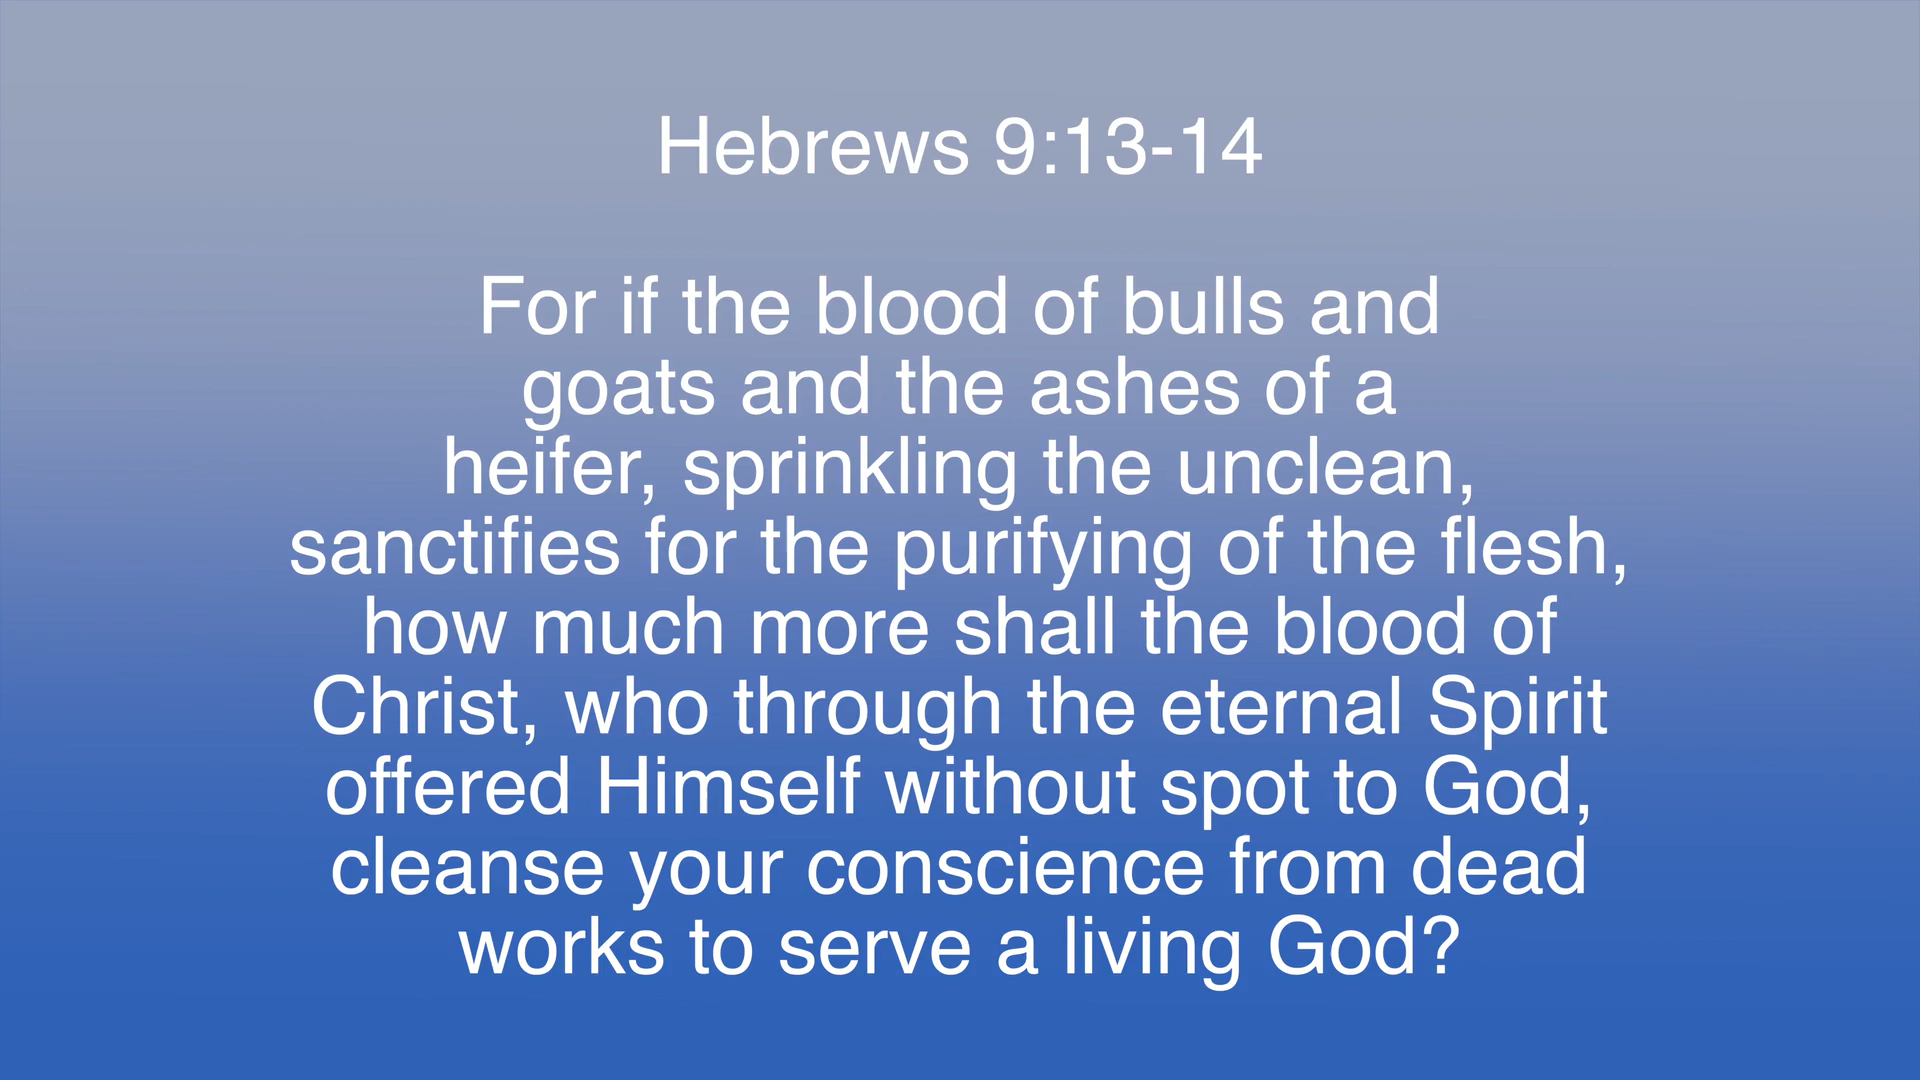 Hebrews 9:13-14
For if the blood of bulls and
goats and the ashes of a
heifer, sprinkling the unclean,
sanctifies for the purifying of the flesh,
how much more shall the blood of
Christ, who through the eternal Spirit
offered Himself without spot to God,
cleanse your conscience from dead
works to serve a living God?